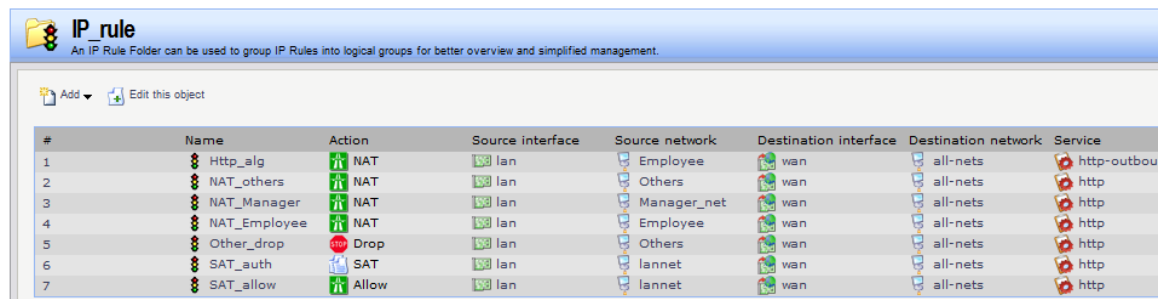 IP_rule
An IP Rule Folder can be used to group IP Rules into logical groups for better overview and simplified management.
Add Edit this object
# Name Action Source interface Source network Destination interface Destination network Service
1 Http_alg NAT lan Employee wan all-nets http-outbou
2 NAT_others NAT lan Others wan all-nets http
3 NAT_Manager NAT lan Manager_net wan all-nets http
4 NAT_Employee NAT lan Employee wan all-nets http
5 Other_drop STOP Drop lan Others wan all-nets http
6 SAT_auth SAT lan lannet wan all-nets http
7 SAT_allow Allow lan lannet wan all-nets http